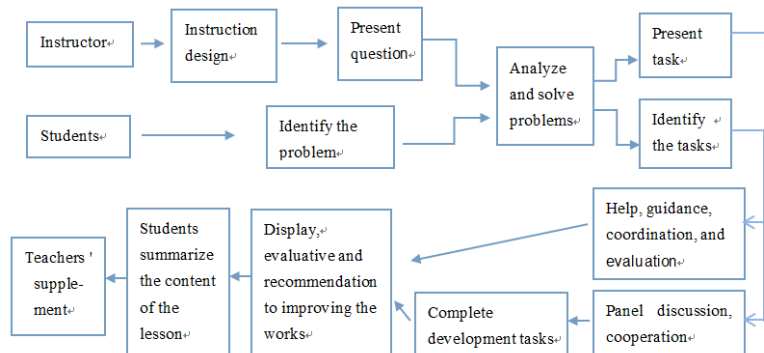 Instructor
Instruction
design
Present
question
Analyze
and solve
problems
Present
task
Students
Identify the
problem
Identify
the tasks
Help, guidance,
coordination, and
evaluation
Panel discussion,
cooperation
Complete
development tasks
Display,
evaluative and
recommendation
to improving the
works
Students
summarize
the content
of the
lesson
Teachers '
supple-
ment